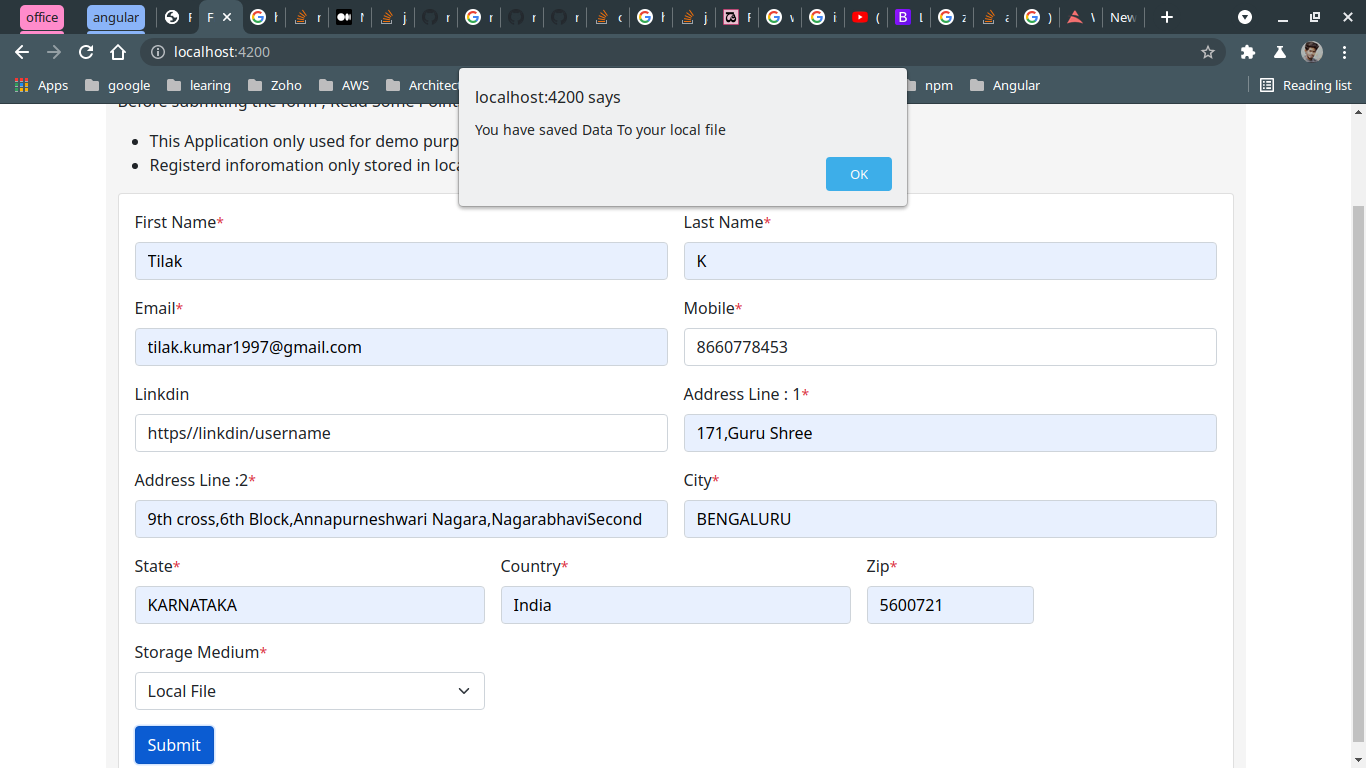 office
angular
localhost:4200
Apps
google
learing
Zoho
AWS
npm
Angular
Reading list
localhost:4200 says
You have saved Data To your local file
OK
This Application only used for demo
Registerd inforomation only stored in
First Name*
Last Name*
Tilak
K
Email*
Mobile*
tilak.kumar1997@gmail.com
8660778453
Linkdin
Address Line : 1*
https//linkdin/username
171,Guru Shree
Address Line :2*
City*
9th cross,6th Block,Annapurneshwari Nagara,NagarabhaviSecond
BENGALURU
State*
Country*
Zip*
KARNATAKA
India
5600721
Storage Medium*
Local File
Submit